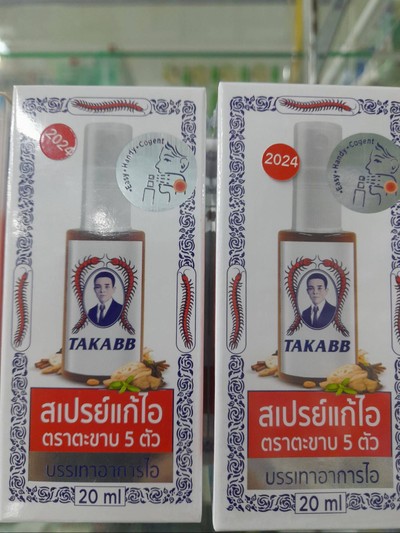 2024
Easy•Handy•Covent
TAKABB
สเปรย์แก้ไอ
ตราตะขาบ 5 ตัว
บรรเทาอาการไอ
20 ml
2024
Easy•Handy•Covent
TAKABB
สเปรย์แก้ไอ
ตราตะขาบ 5 ตัว
บรรเทาอาการไอ
20 ml